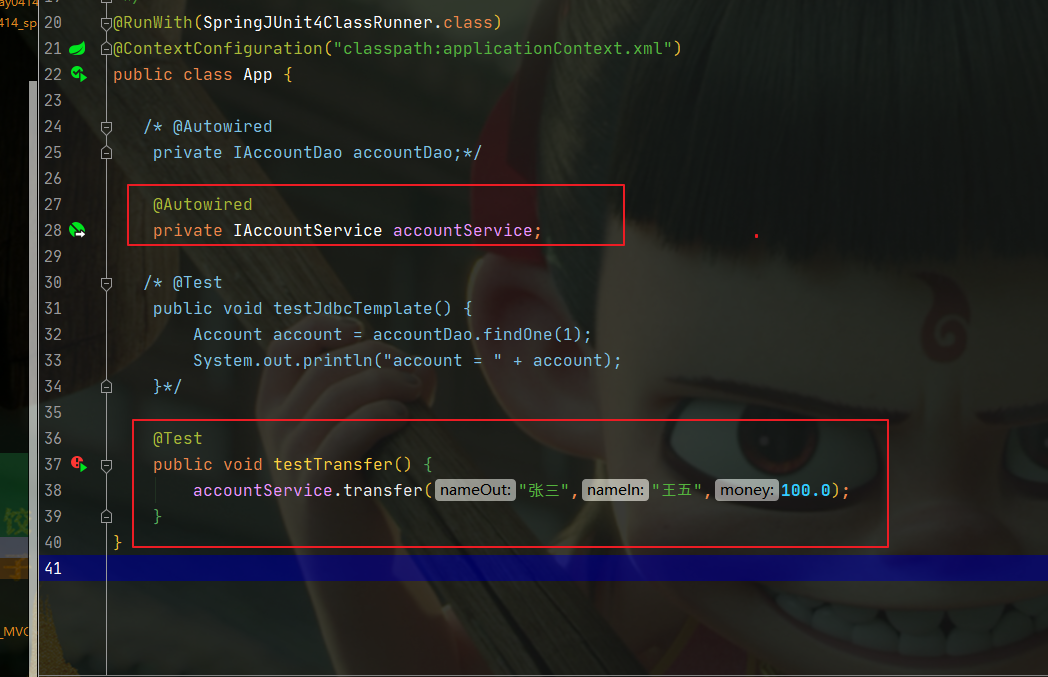 ay0414
414_sp
20 @RunWith(SpringJUnit4ClassRunner.class)
21 @ContextConfiguration("classpath:applicationContext.xml")
22 public class App {
23
24 /* @Autowired
25 private IAccountDao accountDao;*/
26
27 @Autowired
28 private IAccountService accountService;
29
30 /* @Test
31 public void testJdbcTemplate() {
32 Account account = accountDao.findOne(1);
33 System.out.println("account = " + account);
34 }*/
35
36 @Test
37 public void testTransfer() {
38 accountService.transfer( nameOut: "张三", nameIn: "王五", money: 100.0);
39 }
40 }
41
饺
子
_MVC